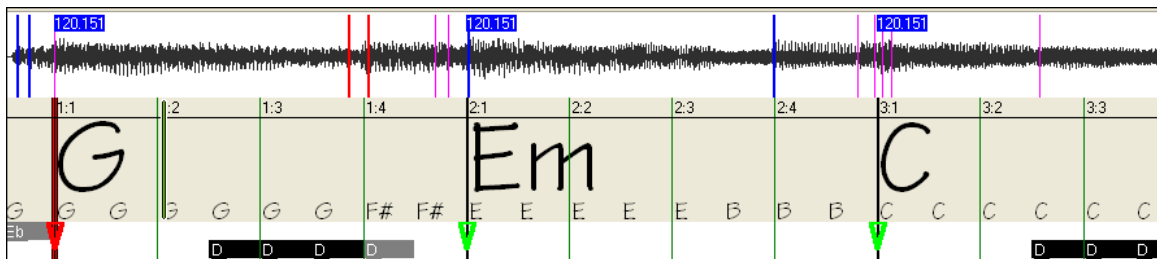 120.151 120.151 120.151
1:1 :2 1:3 1:4 2:1 2:2 2:3 2:4 3:1 3:2 3:3
G Em C
G G G G G G G F# F# E E E E E B B B C C C C C C
Eb
D D D D D D D